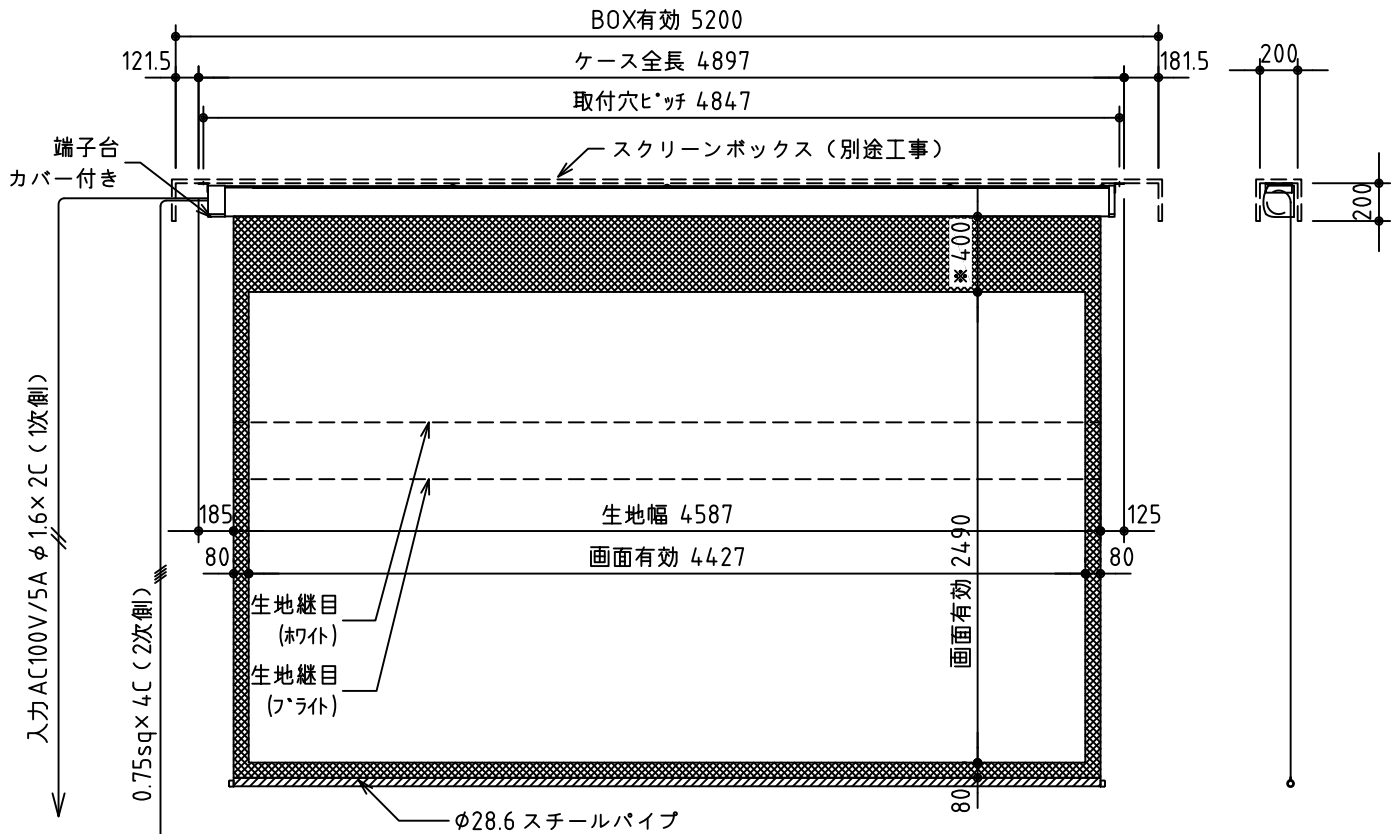 BOX有効 5200
121.5
ケース全長 4897
181.5
200
取付穴ピッチ 4847
端子台
カバー付き
スクリーンボックス（別途工事）
200
※ 400
入力AC100V/5A φ1.6×2C（1次側）
0.75sq×4C（2次側）
185
生地幅 4587
125
80
画面有効 4427
80
画面有効 2490
生地継目
(ホワイト)
生地継目
(ブライト)
80
φ28.6 スチールパイプ